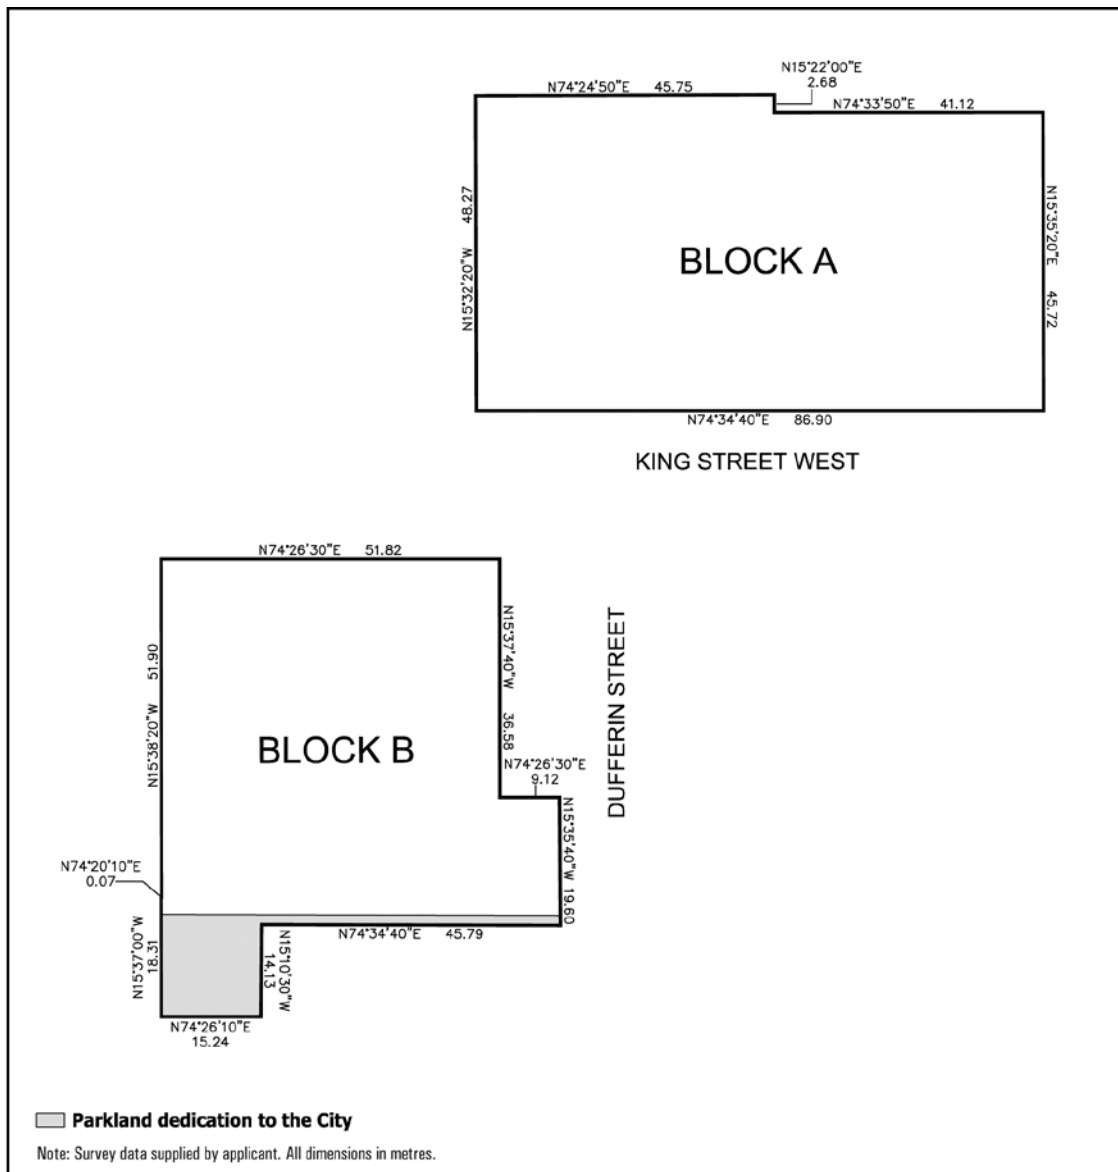 N15°22'00"E
2.68
N74°24'50"E 45.75
N74°33'50"E 41.12
N15°32'20"W 48.27
N15°35'20"E 45.72
BLOCK A
N74°34'40"E 86.90
KING STREET WEST
N74°26'30"E 51.82
N15°37'40"W 36.58
DUFFERIN STREET
N15°38'20"W 51.90
BLOCK B
N74°26'30"E
9.12
N15°35'40"W 19.60
N74°20'10"E
0.07
N15°37'00"W
18.31
N74°34'40"E 45.79
N15°10'30"W
14.13
N74°26'10"E
15.24
Parkland dedication to the City
Note: Survey data supplied by applicant. All dimensions in metres.